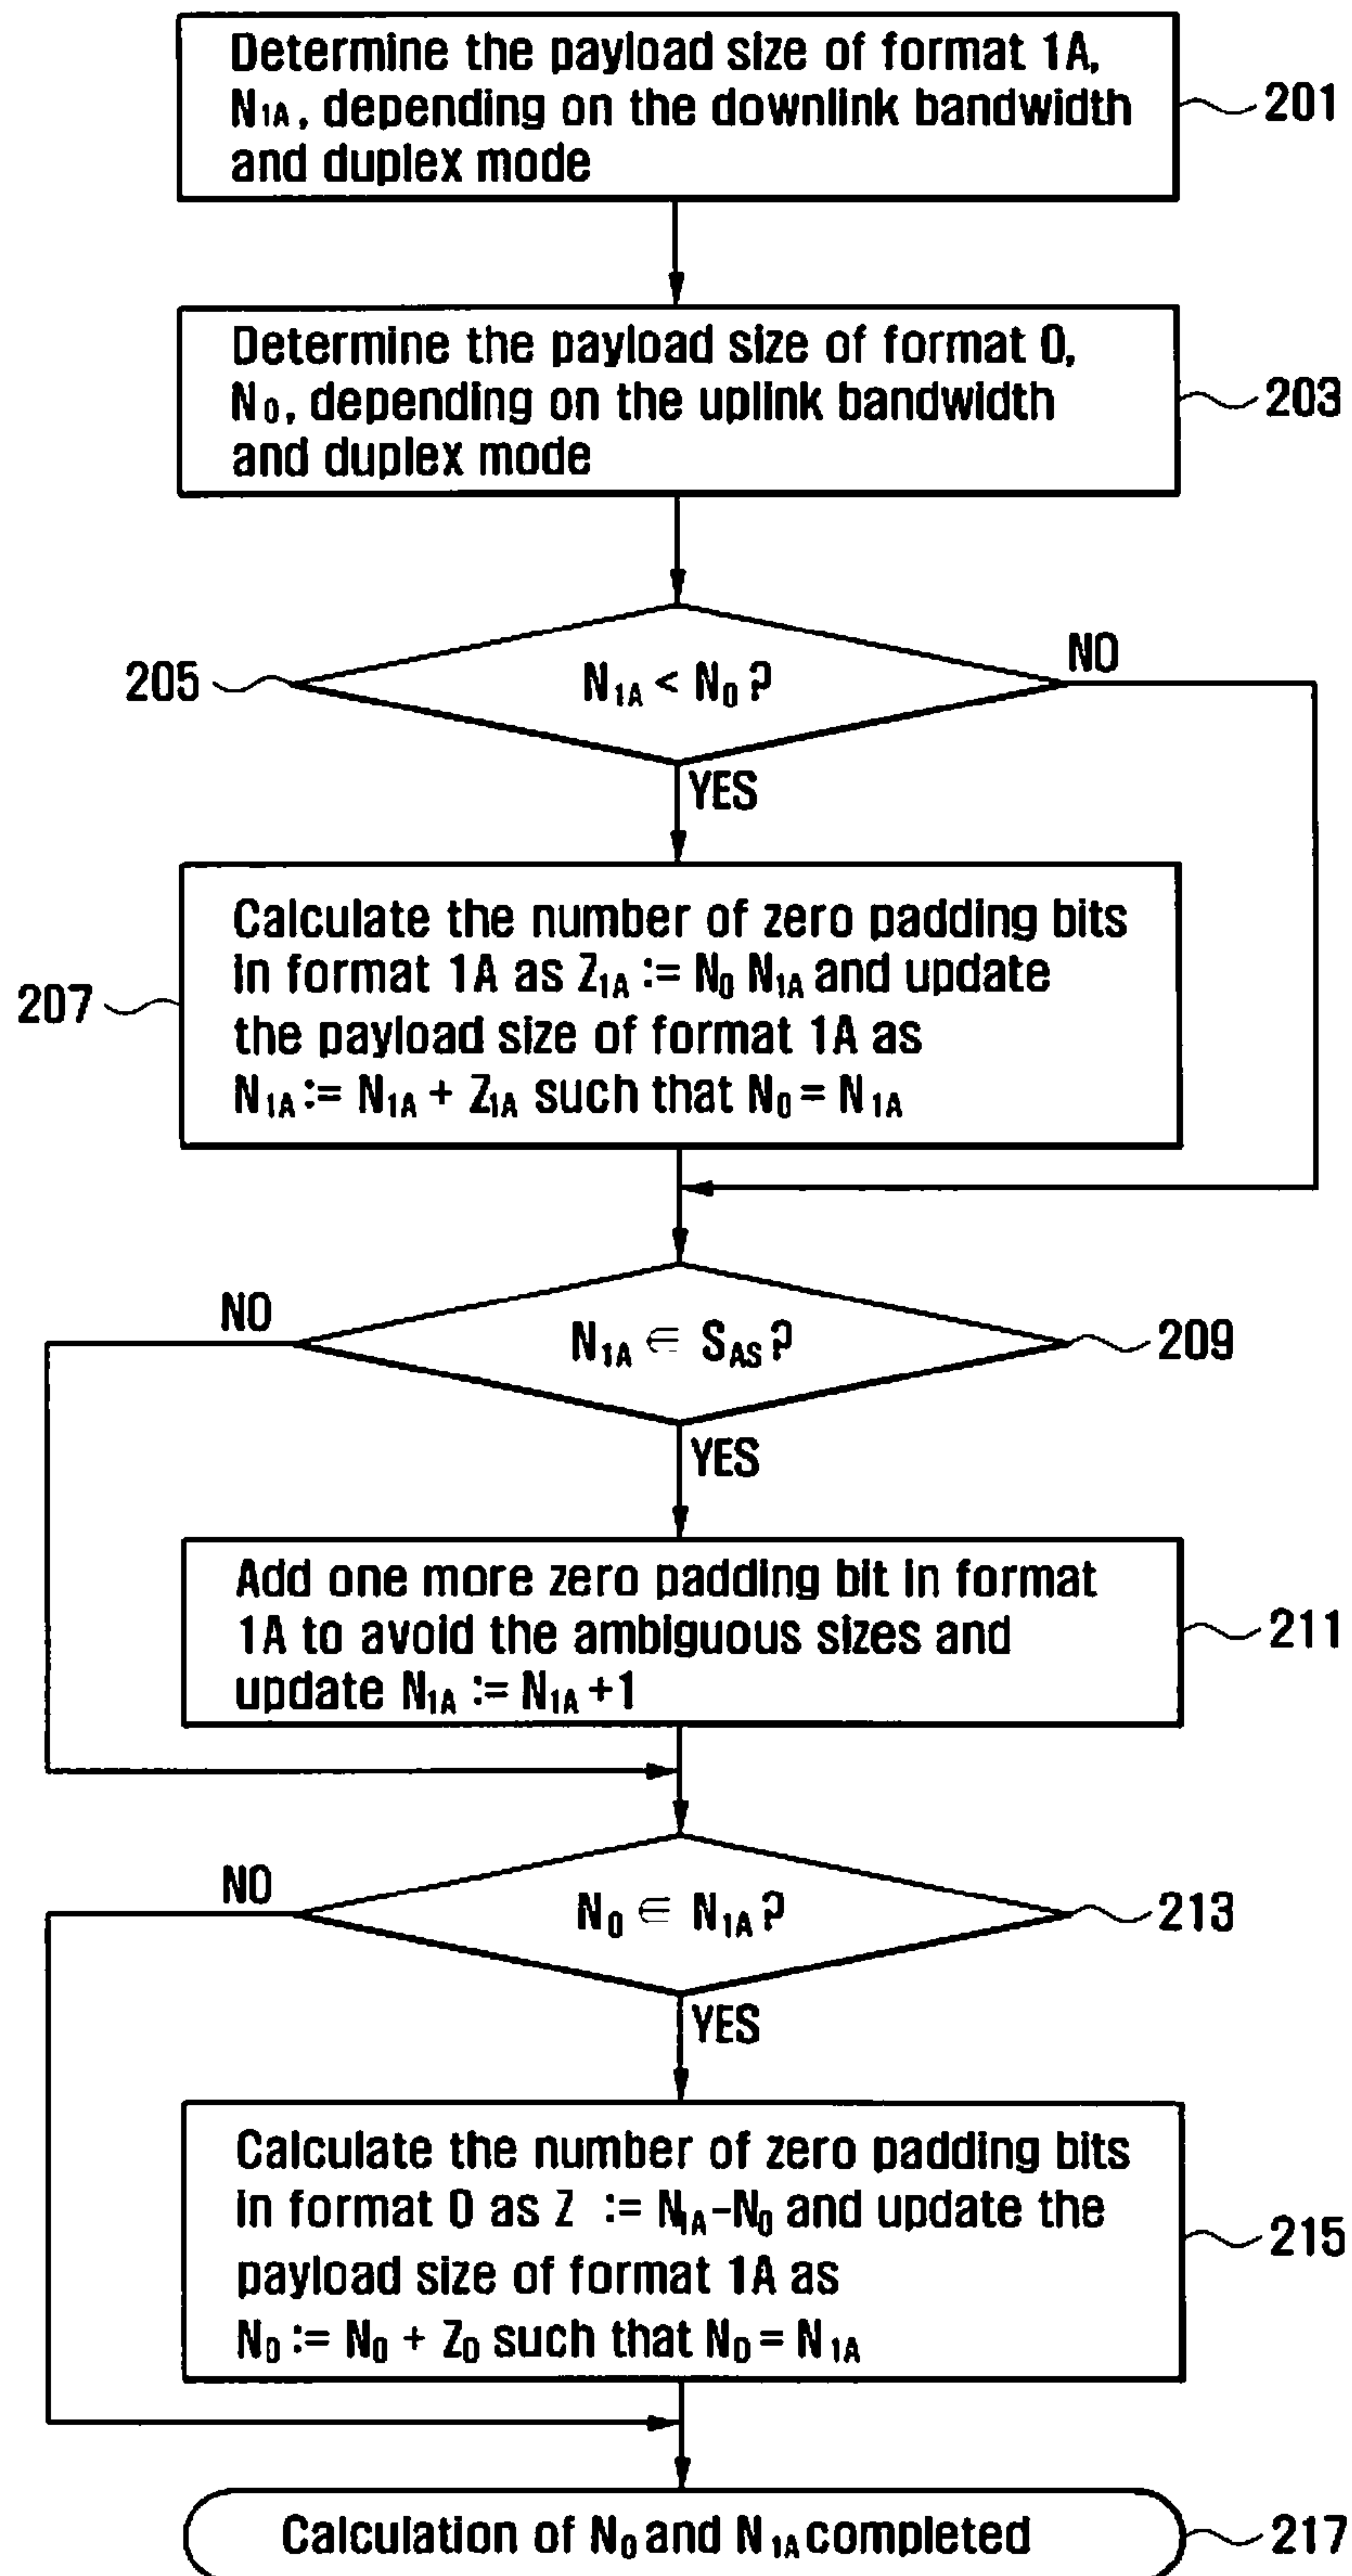 Determine the payload size of format 1A,
N1A, depending on the downlink bandwidth
and duplex mode
201
Determine the payload size of format 0,
N0, depending on the uplink bandwidth
and duplex mode
203
205
N1A < N0 ?
NO
YES
Calculate the number of zero padding bits
in format 1A as Z1A := N0 N1A and update
the payload size of format 1A as
N1A := N1A + Z1A such that N0 = N1A
207
NO
N1A ∈ SAS ?
209
YES
Add one more zero padding bit in format
1A to avoid the ambiguous sizes and
update N1A := N1A +1
211
NO
N0 ∈ N1A ?
213
YES
Calculate the number of zero padding bits
in format 0 as Z := N1A-N0 and update the
payload size of format 1A as
N0 := N0 + Z0 such that N0 = N1A
215
Calculation of N0 and N1A completed
217